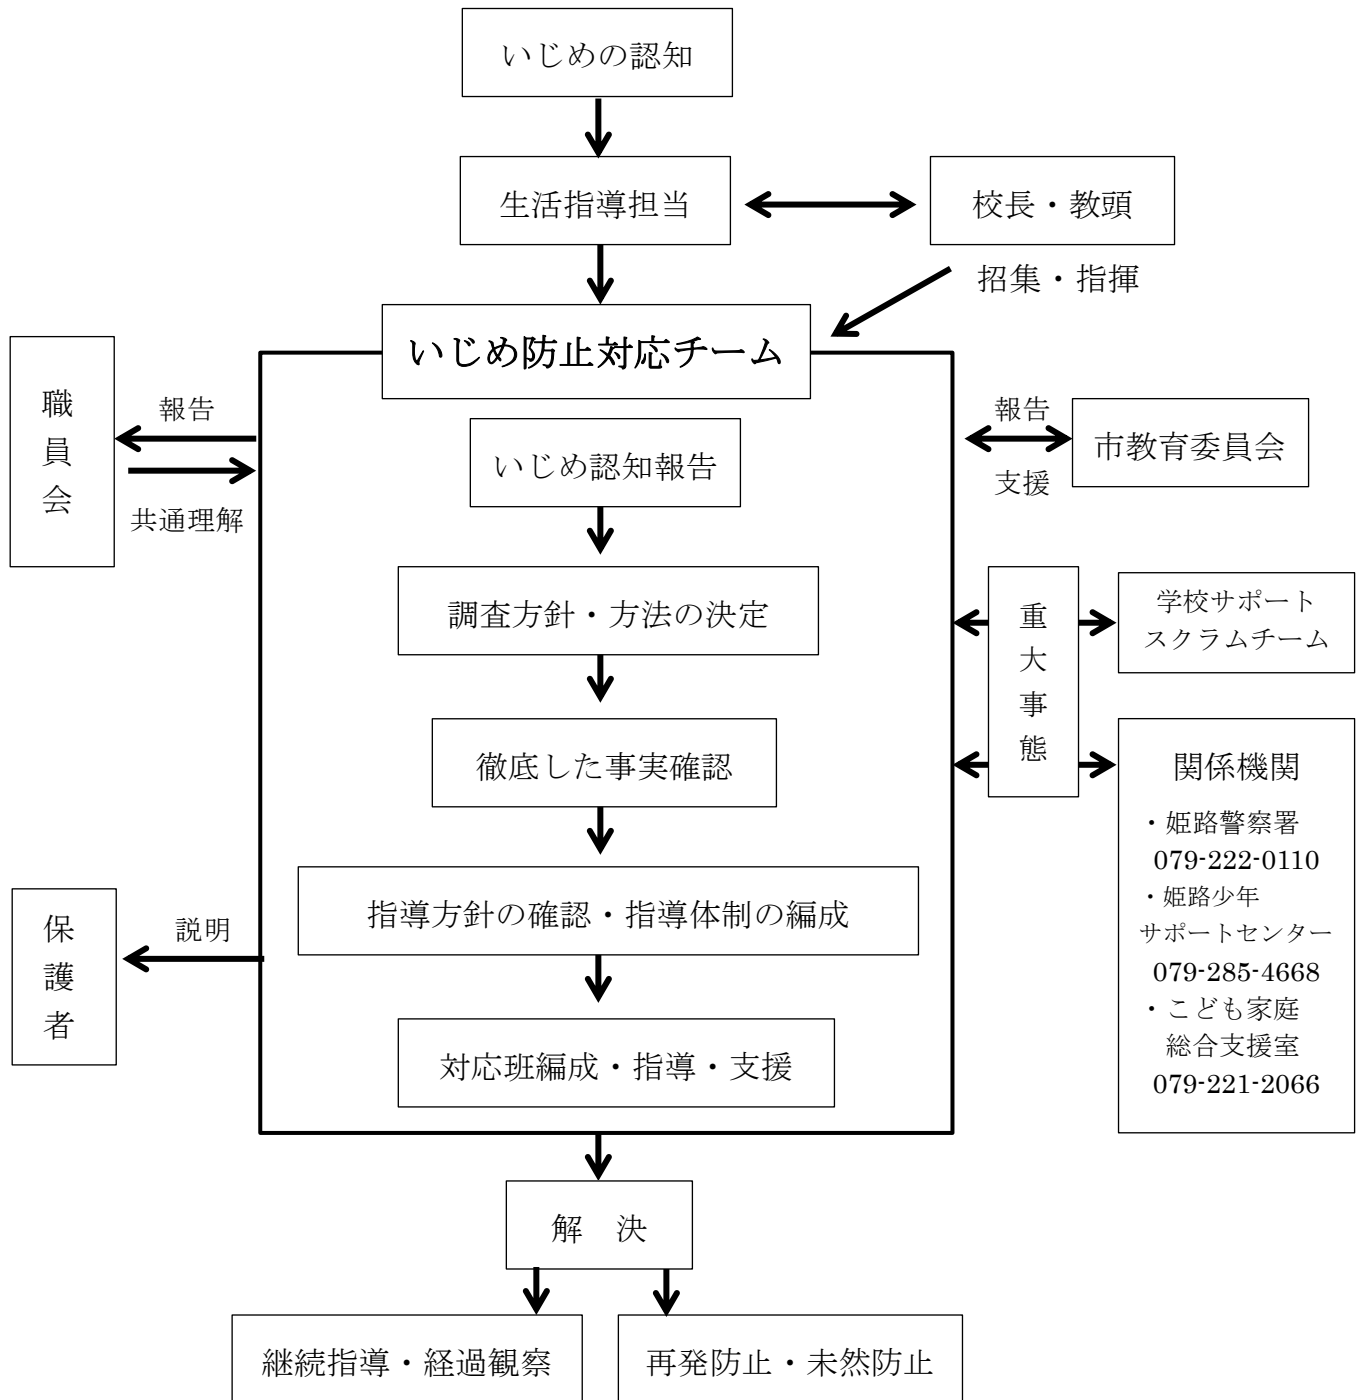 いじめの認知
生活指導担当
校長・教頭
招集・指揮
いじめ防止対応チーム
職員会
報告
共通理解
報告
支援
市教育委員会
いじめ認知報告
調査方針・方法の決定
重大事態
学校サポート
スクラムチーム
徹底した事実確認
関係機関
・姫路警察署
079-222-0110
・姫路少年
サポートセンター
079-285-4668
・こども家庭
総合支援室
079-221-2066
指導方針の確認・指導体制の編成
保護者
説明
対応班編成・指導・支援
解　決
継続指導・経過観察
再発防止・未然防止